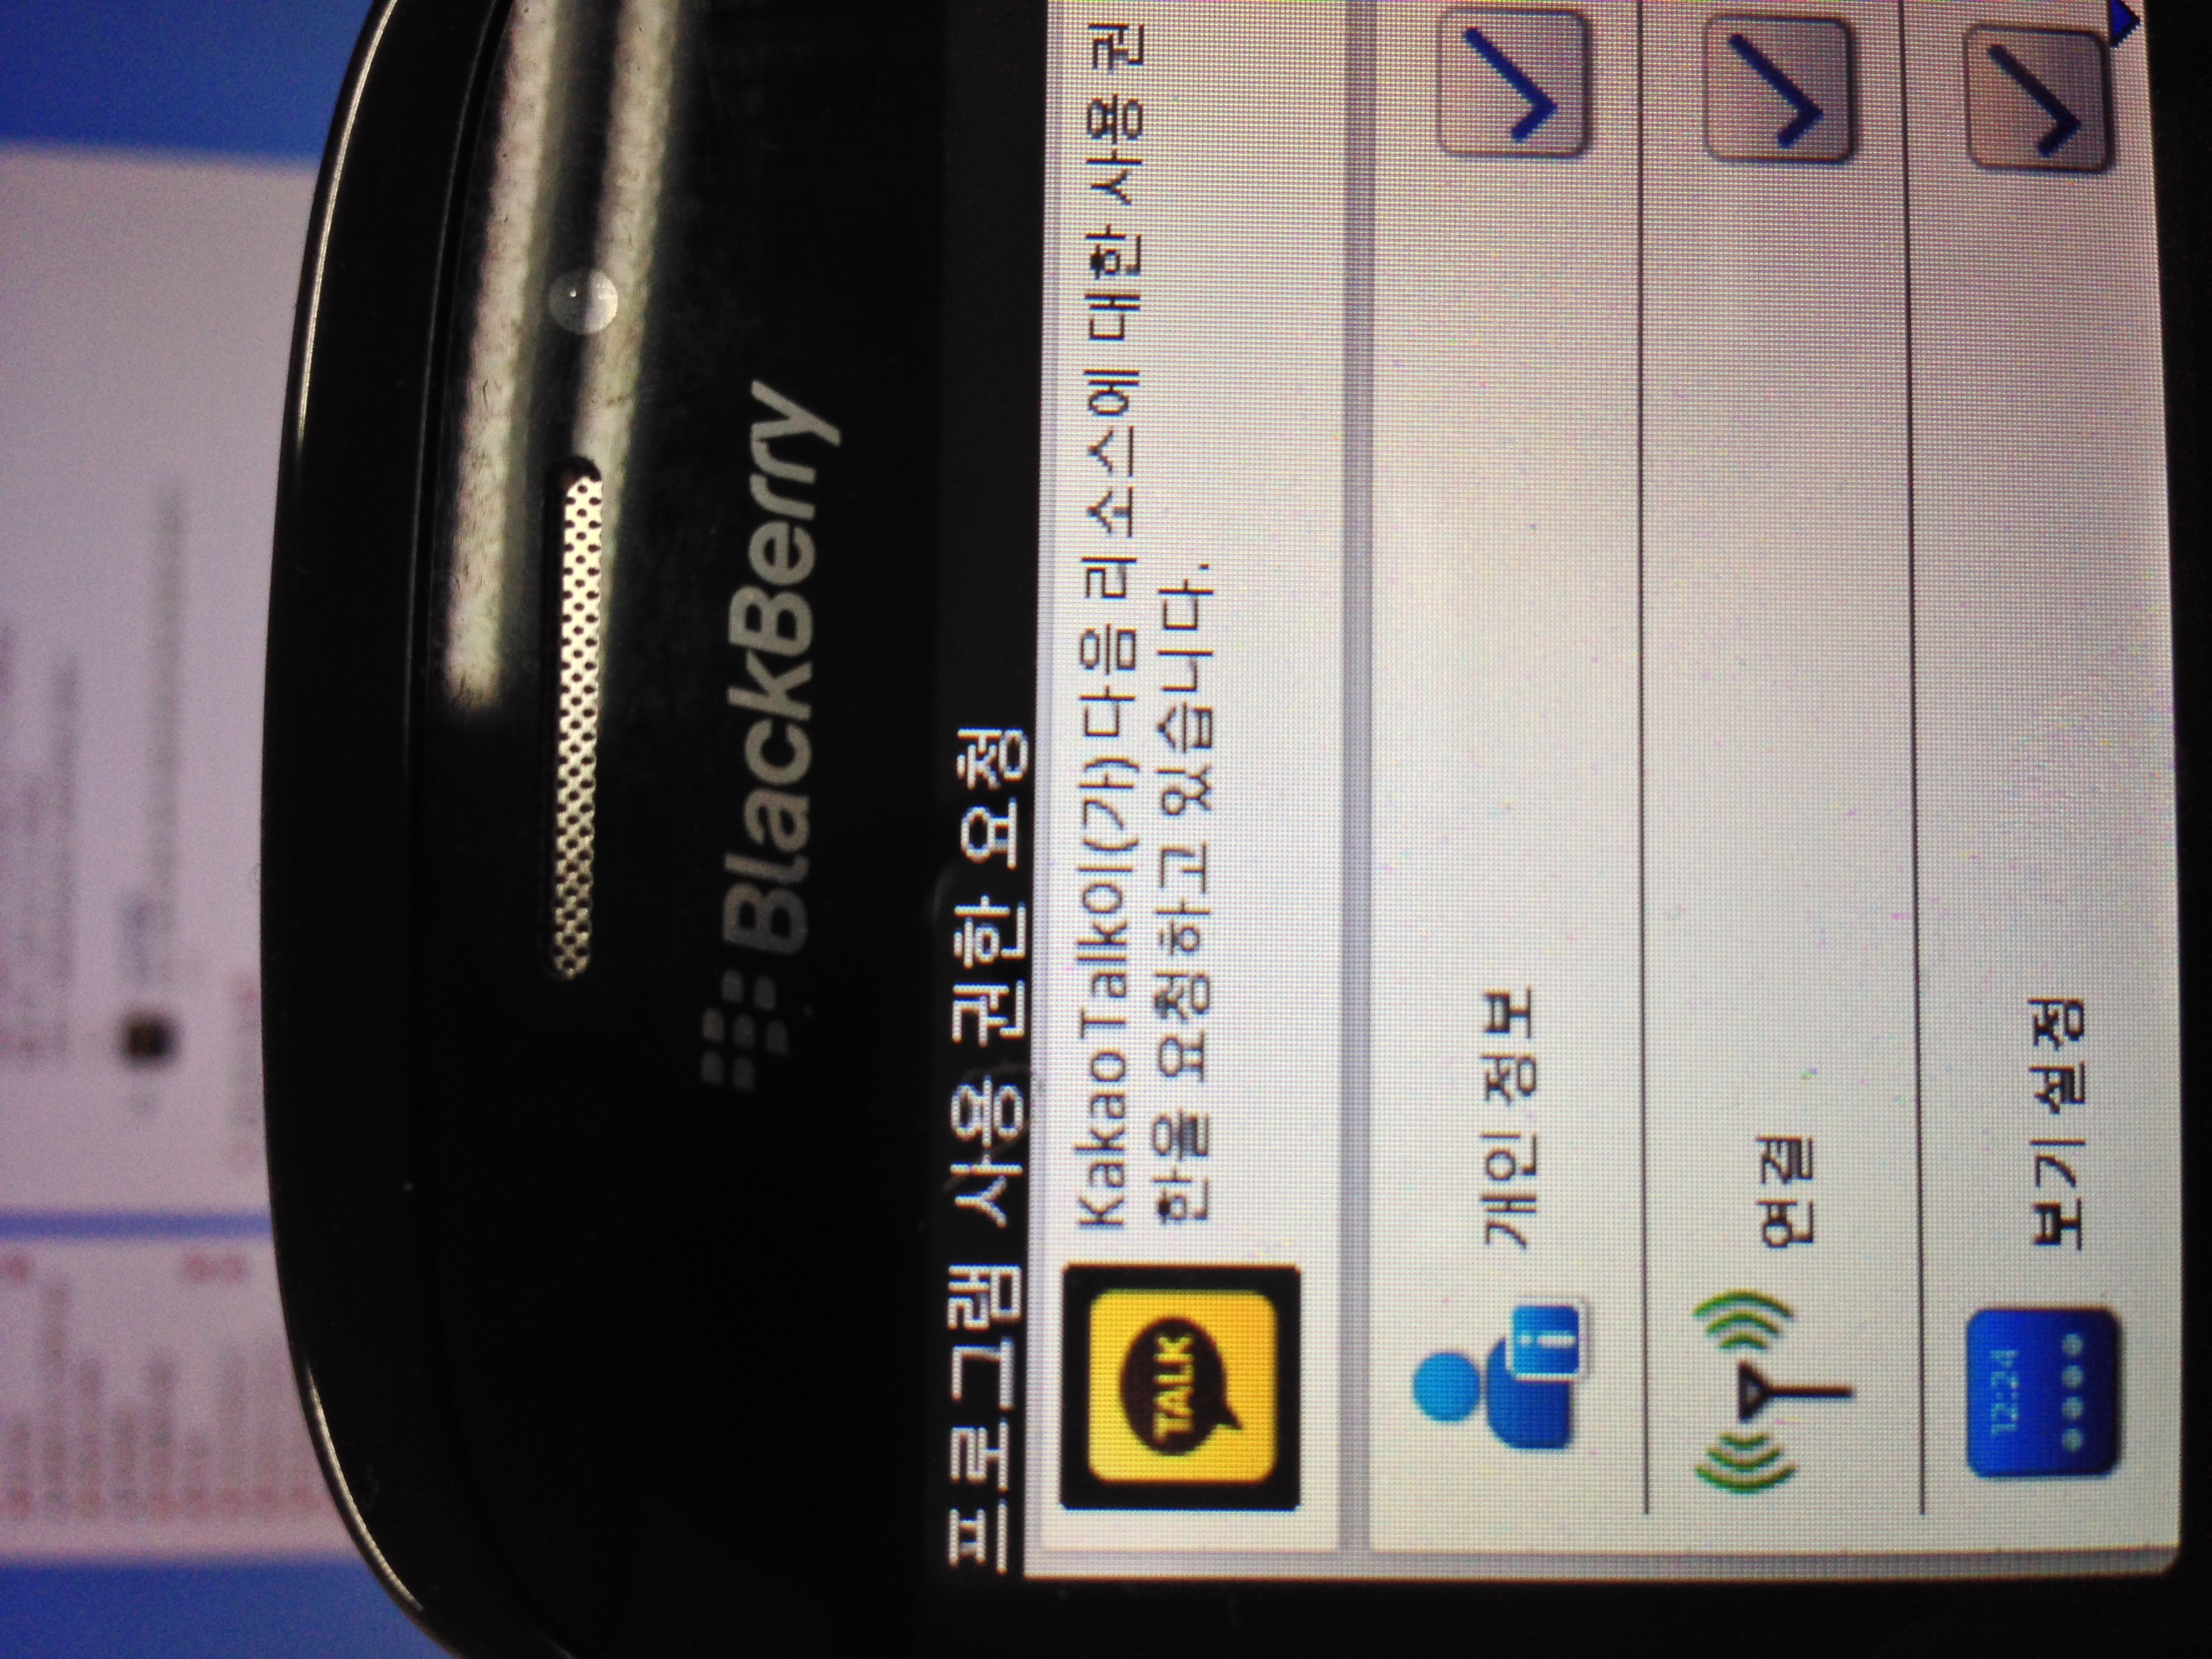 BlackBerry
프로그램 사용 권한 요청
TALK
KakaoTalk이(가) 다음 리소스에 대한 사용 권
한을 요청하고 있습니다.
개인 정보
연결
12:24
보기 설정